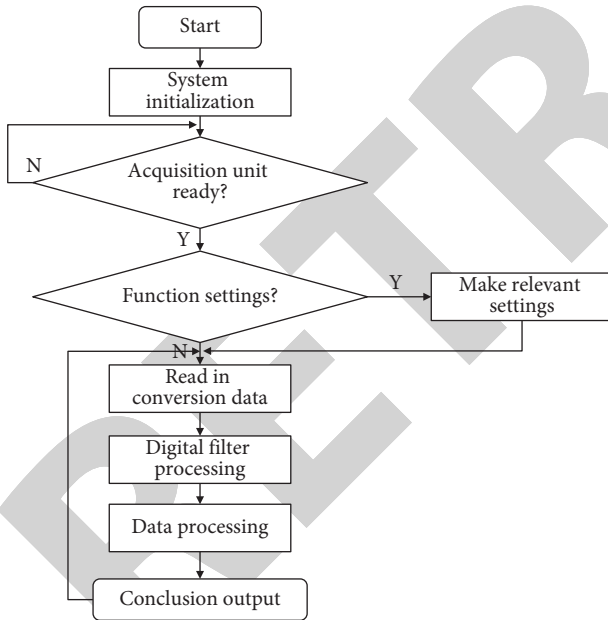 Start
System
initialization
N
Acquisition unit
ready?
Y
Function settings?
Y
Make relevant
settings
N
Read in
conversion data
Digital filter
processing
Data processing
Conclusion output
RETR